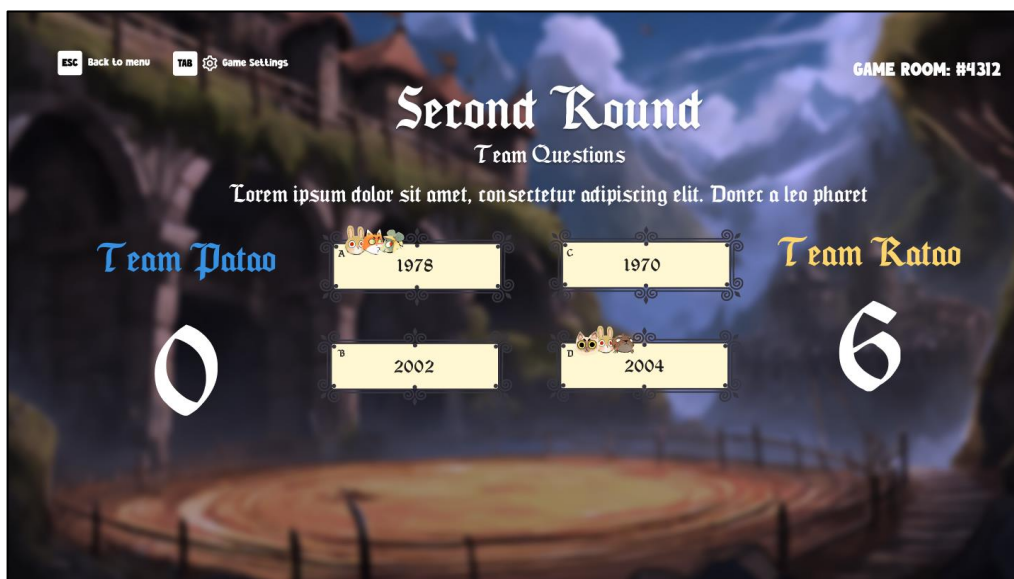 ESC Back to menu TAB Game Settings
GAME ROOM: #4312
Second Round
Team Questions
Lorem ipsum dolor sit amet, consectetur adipiscing elit. Donec a leo pharet
Team Patao
A 1978
C 1970
Team Ratao
0
B 2002
D 2004
6